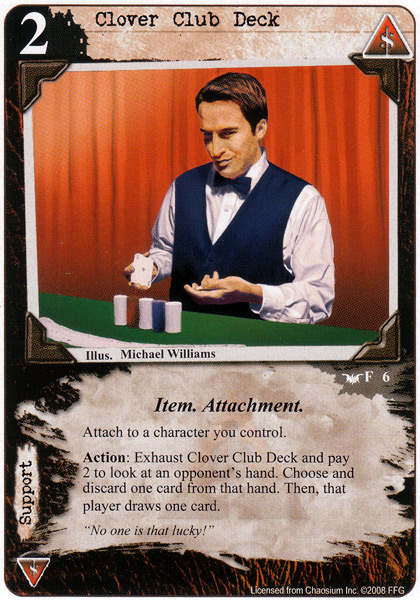 2
Clover Club Deck
Illus. Michael Williams
F 6
Item. Attachment.
Attach to a character you control.
Action: Exhaust Clover Club Deck and pay
2 to look at an opponent's hand. Choose and
discard one card from that hand. Then, that
player draws one card.
"No one is that lucky!"
Support
Licensed from Chaosium Inc. ©2008 FFG